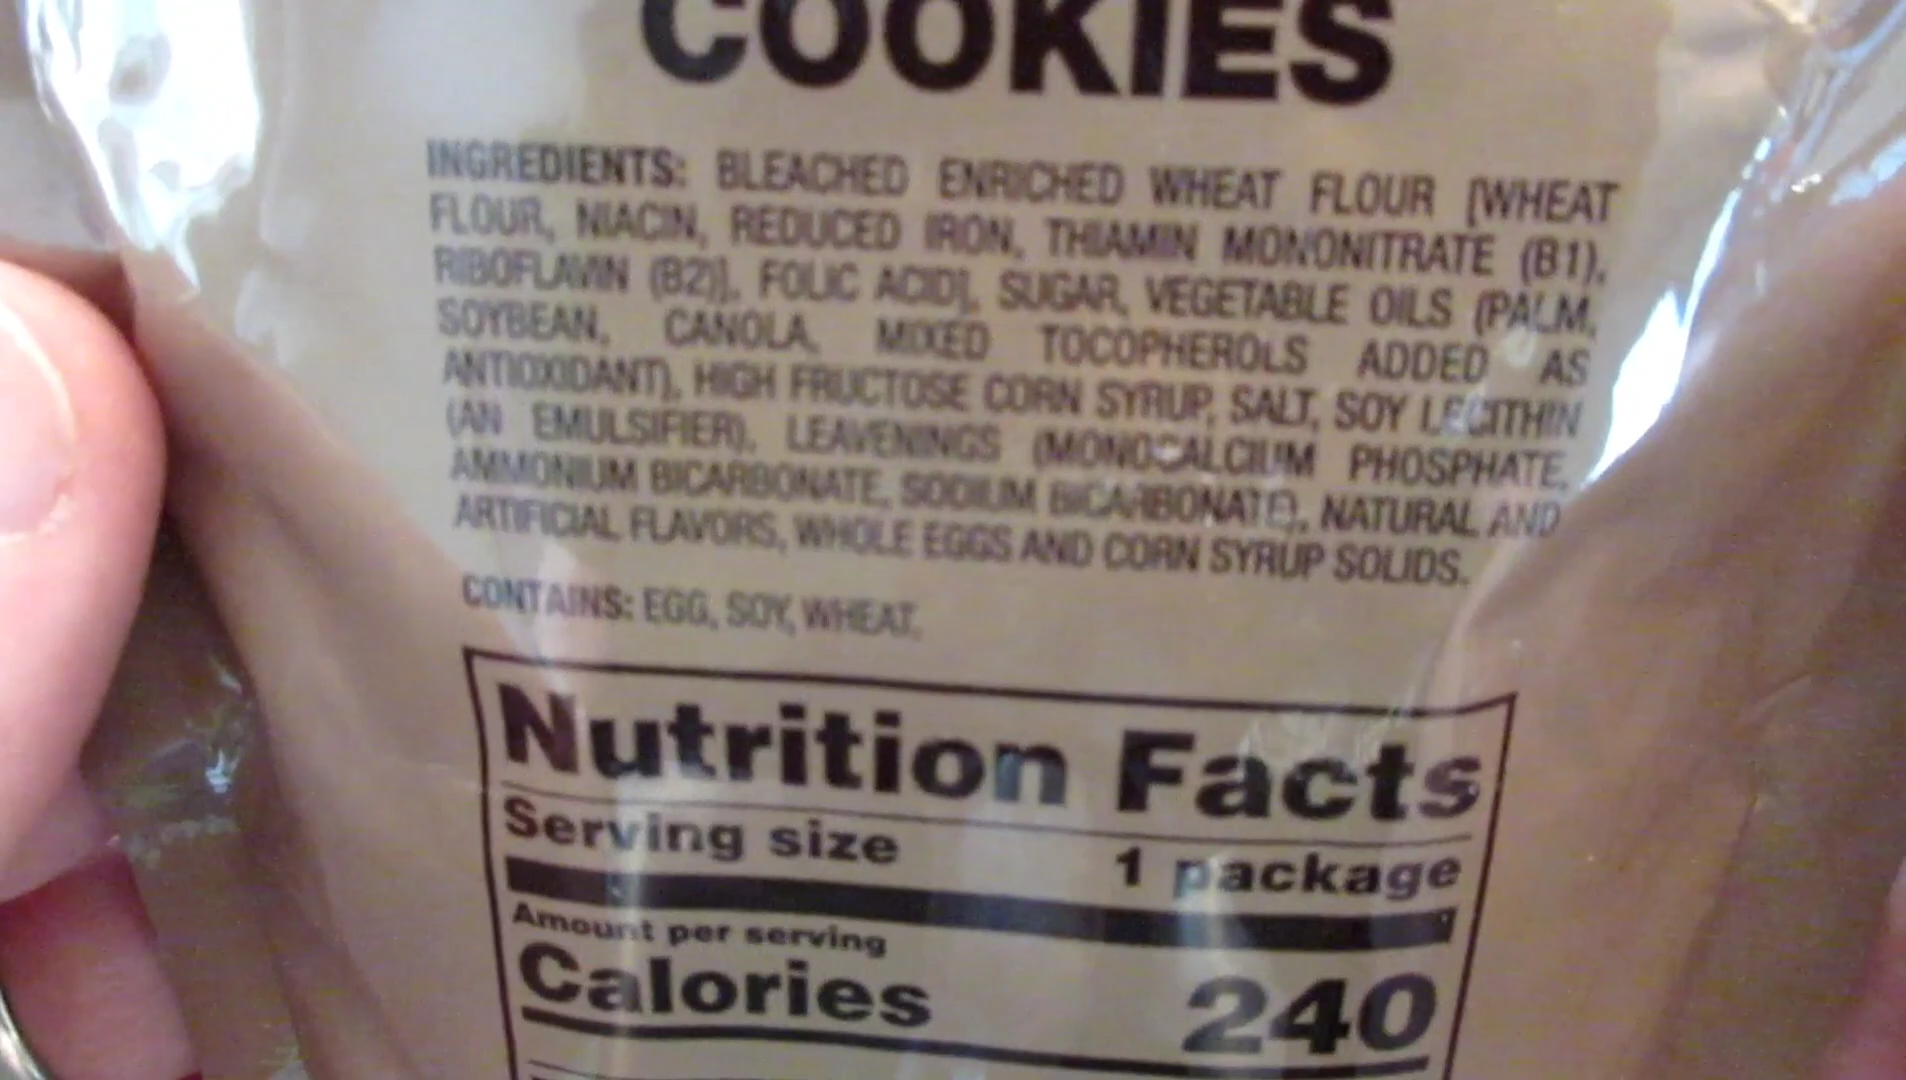 COOKIES
INGREDIENTS: BLEACHED ENRICHED WHEAT FLOUR [WHEAT
FLOUR, NIACIN, REDUCED IRON, THIAMIN MONONITRATE (B1),
RIBOFLAVIN (B2)], FOLIC ACID], SUGAR, VEGETABLE OILS (PALM,
SOYBEAN, CANOLA, MIXED TOCOPHEROLS ADDED AS
ANTIOXIDANT), HIGH FRUCTOSE CORN SYRUP, SALT, SOY LECITHIN
(AN EMULSIFIER), LEAVENINGS (MONOCALCIUM PHOSPHATE,
AMMONIUM BICARBONATE, SODIUM BICARBONATE), NATURAL AND
ARTIFICIAL FLAVORS, WHOLE EGGS AND CORN SYRUP SOLIDS.
CONTAINS: EGG, SOY, WHEAT.
Nutrition Facts
Serving size 1 package
Amount per serving
Calories 240